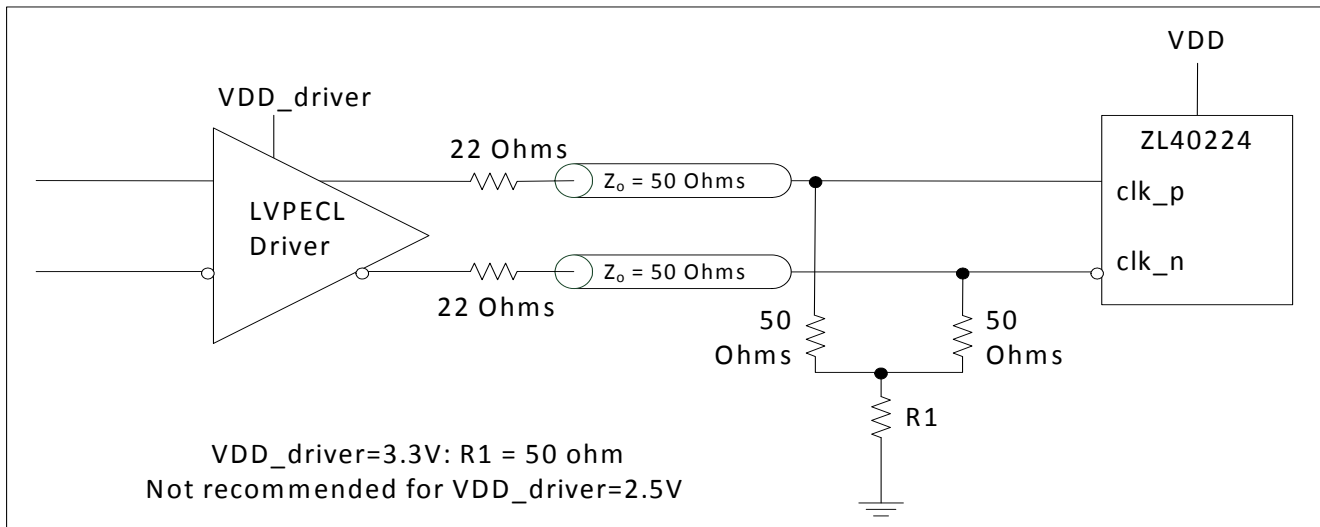 VDD
VDD_driver
ZL40224
22 Ohms
Zo = 50 Ohms
clk_p
LVPECL
Driver
clk_n
Zo = 50 Ohms
22 Ohms
50
Ohms
50
Ohms
R1
VDD_driver=3.3V: R1 = 50 ohm
Not recommended for VDD_driver=2.5V